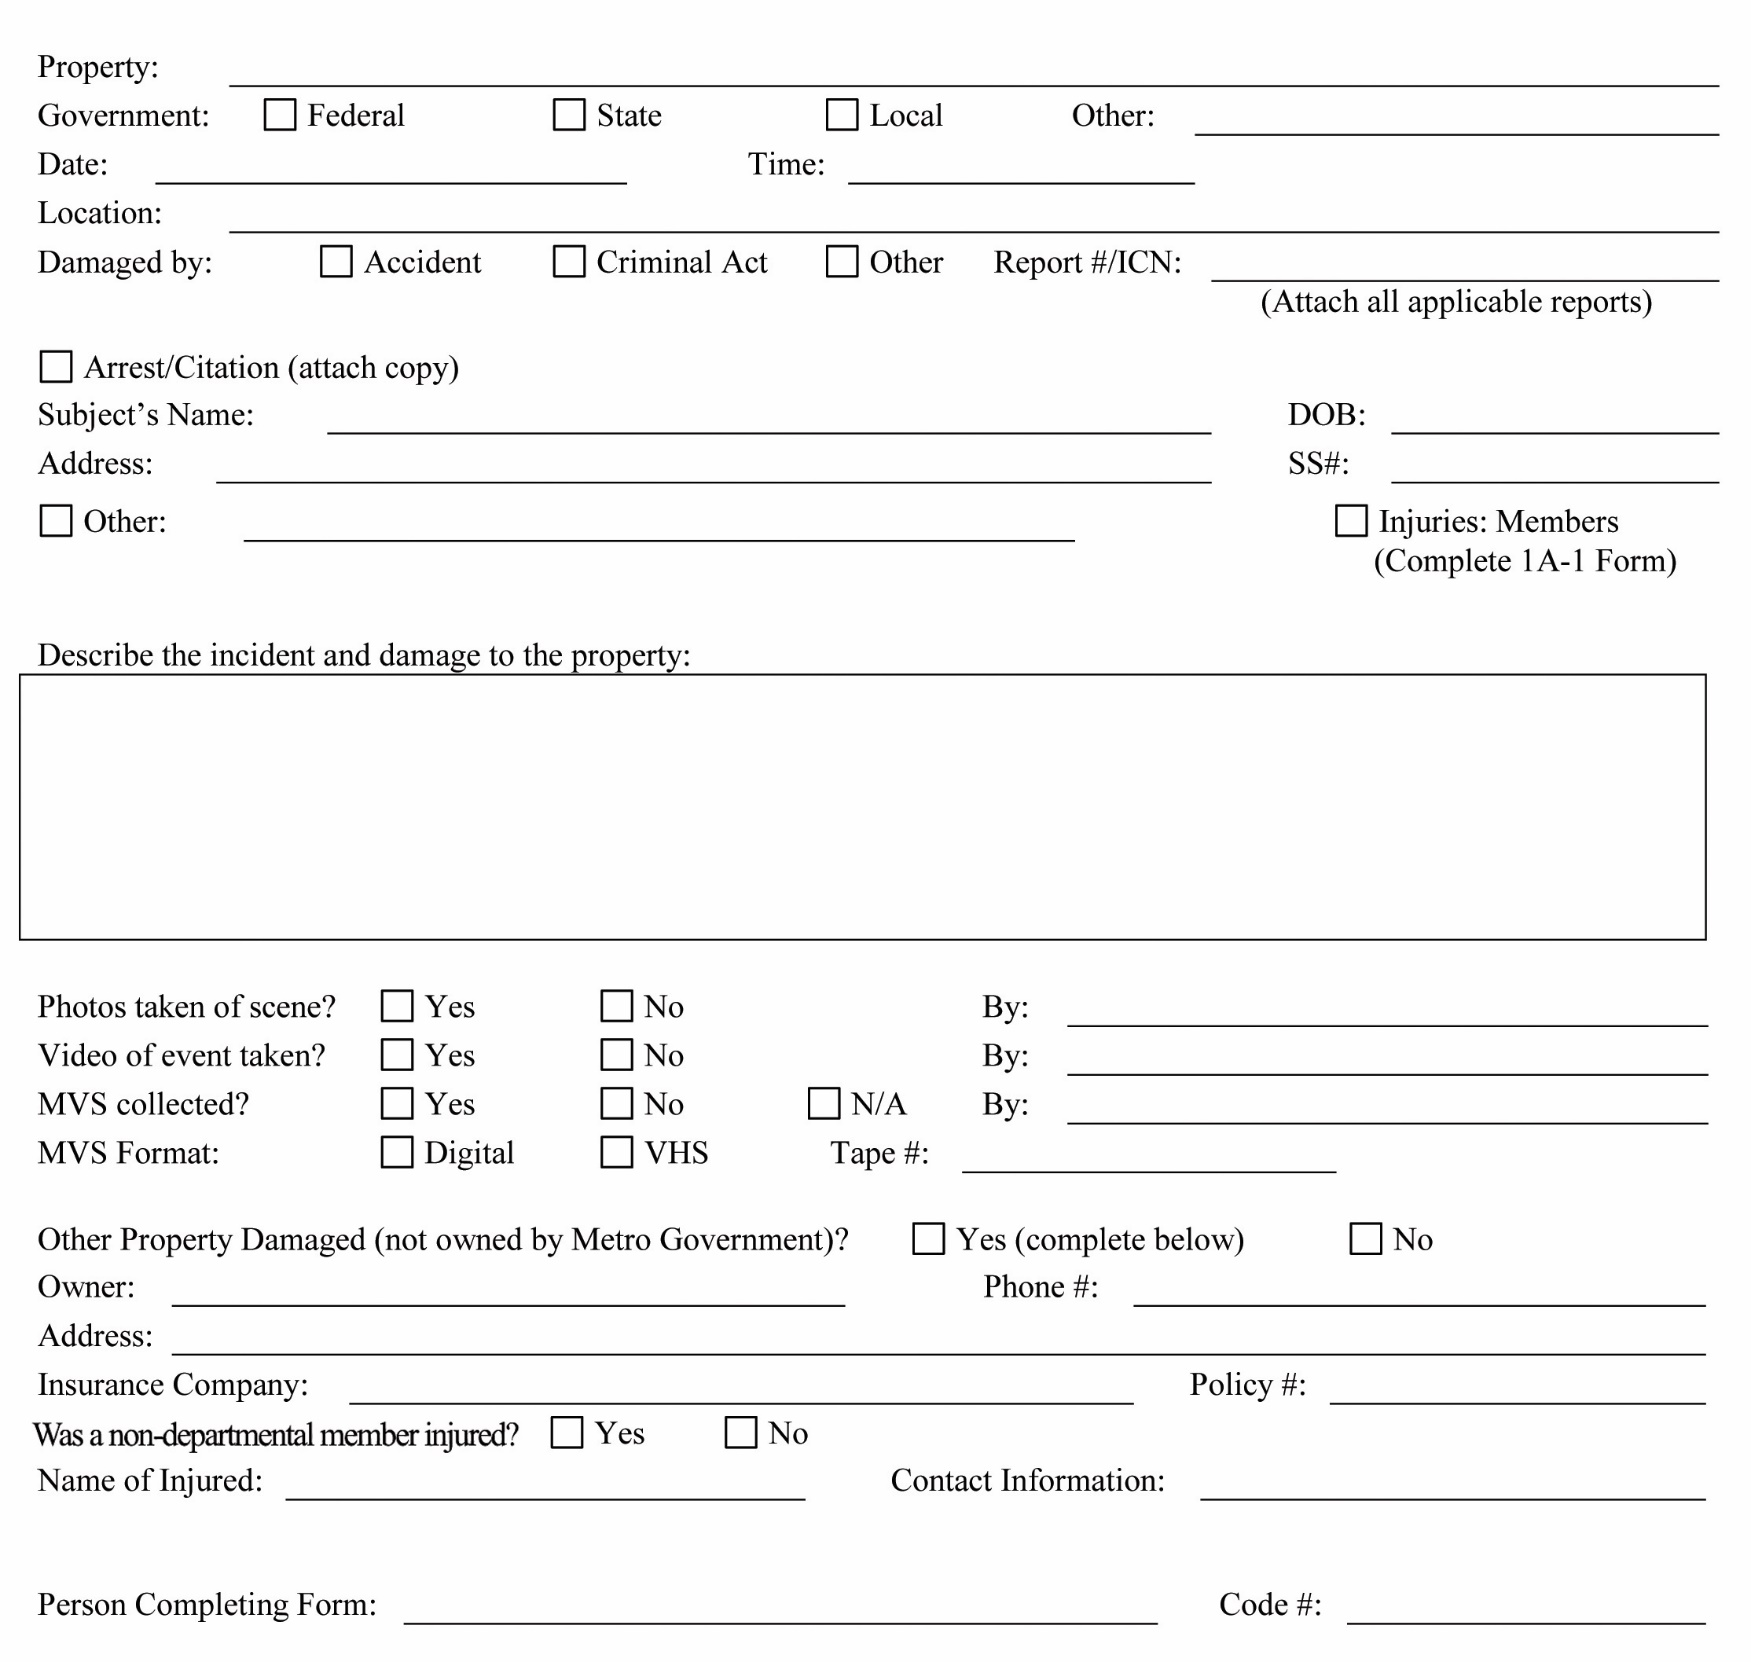 Property:
Government: Federal State Local Other:
Date: Time:
Location:
Damaged by: Accident Criminal Act Other Report #/ICN:
(Attach all applicable reports)
Arrest/Citation (attach copy)
Subject’s Name: DOB:
Address: SS#:
Other: Injuries: Members
(Complete 1A-1 Form)
Describe the incident and damage to the property:
Photos taken of scene? Yes No By:
Video of event taken? Yes No By:
MVS collected? Yes No N/A By:
MVS Format: Digital VHS Tape #:
Other Property Damaged (not owned by Metro Government)? Yes (complete below) No
Owner: Phone #:
Address:
Insurance Company: Policy #:
Was a non-departmental member injured? Yes No
Name of Injured: Contact Information:
Person Completing Form: Code #: